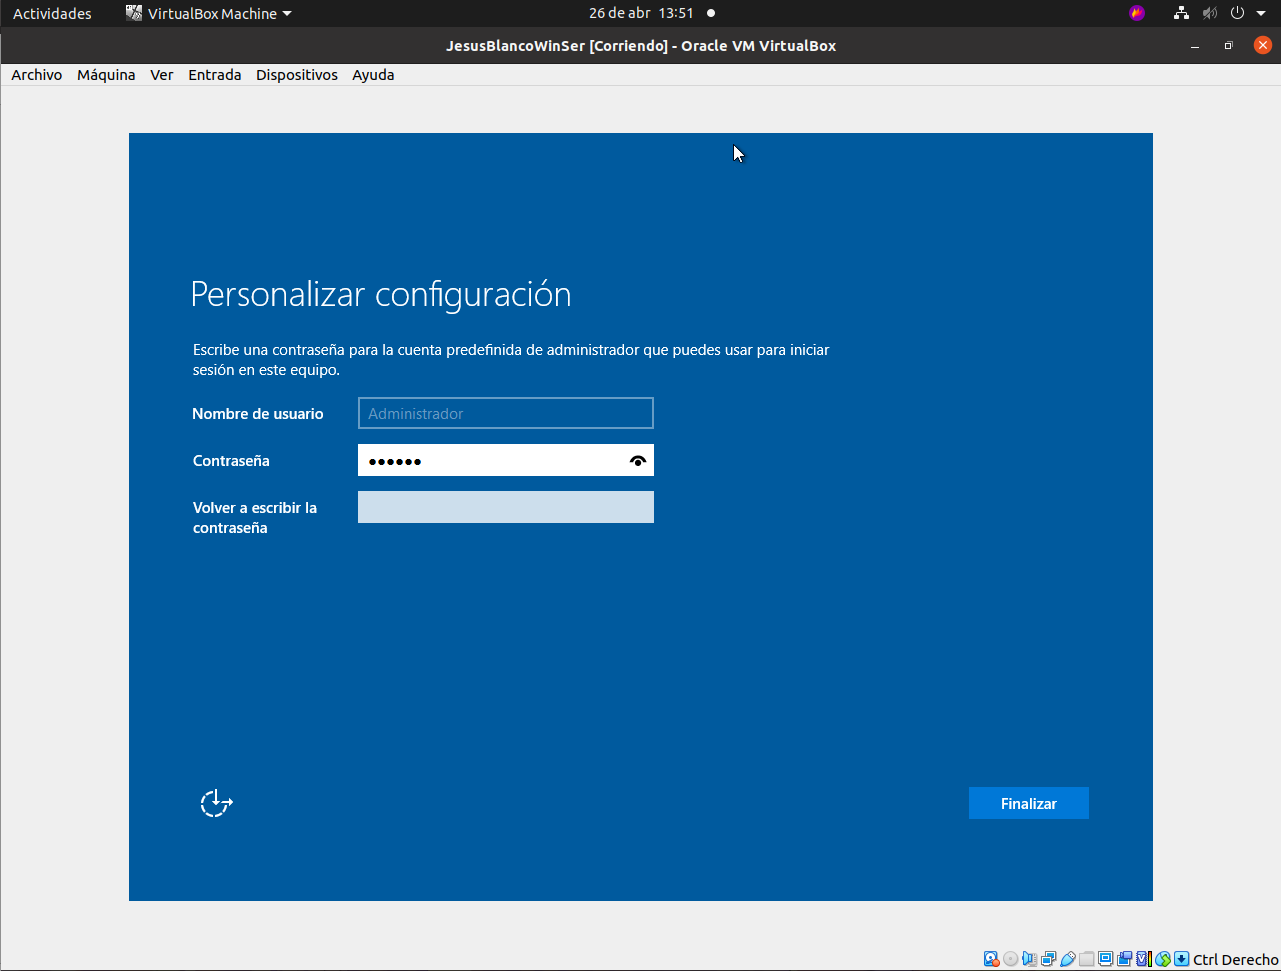 Actividades VirtualBox Machine 26 de abr 13:51
JesusBlancoWinSer [Corriendo] - Oracle VM VirtualBox
Archivo Máquina Ver Entrada Dispositivos Ayuda
Personalizar configuración
Escribe una contraseña para la cuenta predefinida de administrador que puedes usar para iniciar
sesión en este equipo.
Nombre de usuario Administrador
Contraseña ••••••
Volver a escribir la
contraseña
Finalizar
Ctrl Derecho